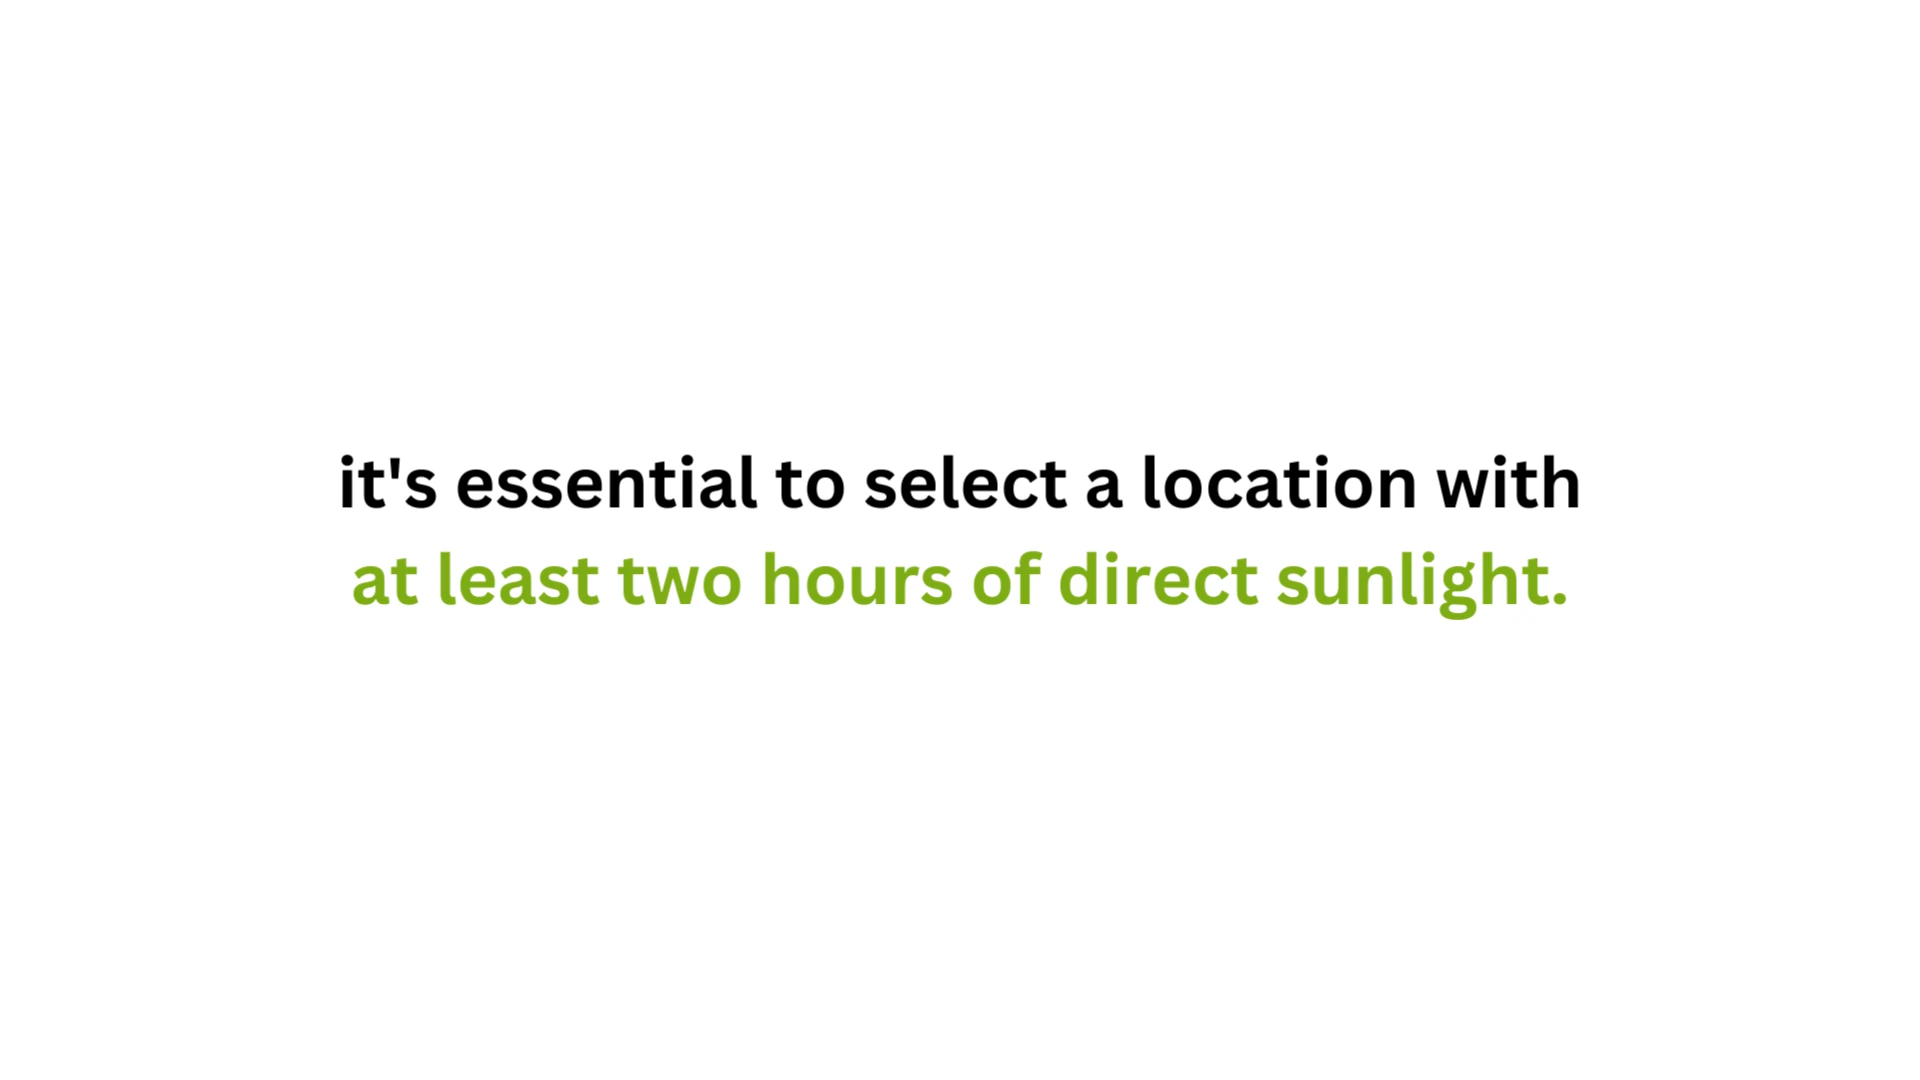 it's essential to select a location with
at least two hours of direct sunlight.